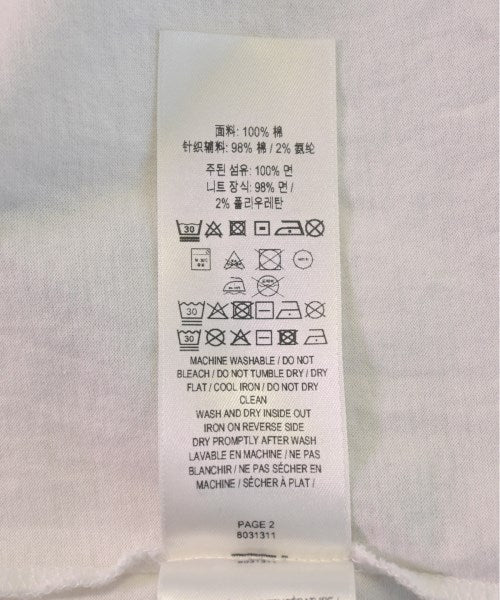 面料: 100% 棉
针织辅料: 98% 棉 / 2% 氨纶
주된 섬유: 100% 면
니트 장식: 98% 면 /
2% 폴리우레탄
30
30
30
MACHINE WASHABLE / DO NOT
BLEACH / DO NOT TUMBLE DRY / DRY
FLAT / COOL IRON / DO NOT DRY
CLEAN
WASH AND DRY INSIDE OUT
IRON ON REVERSE SIDE
DRY PROMPTLY AFTER WASH
LAVABLE EN MACHINE / NE PAS
BLANCHIR / NE PAS SÉCHER EN
MACHINE / SÉCHER À PLAT /
PAGE 2
8031311
8031311